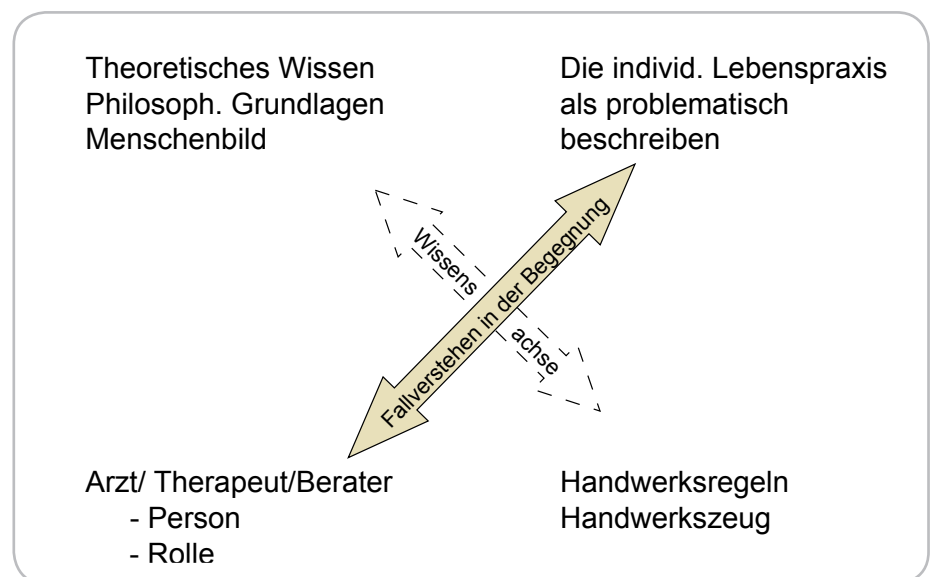 Theoretisches Wissen
Philosoph. Grundlagen
Menschenbild
Die individ. Lebenspraxis
als problematisch
beschreiben
Wissens
achse
Fallverstehen in der Begegnung
Arzt/ Therapeut/Berater
- Person
- Rolle
Handwerksregeln
Handwerkszeug